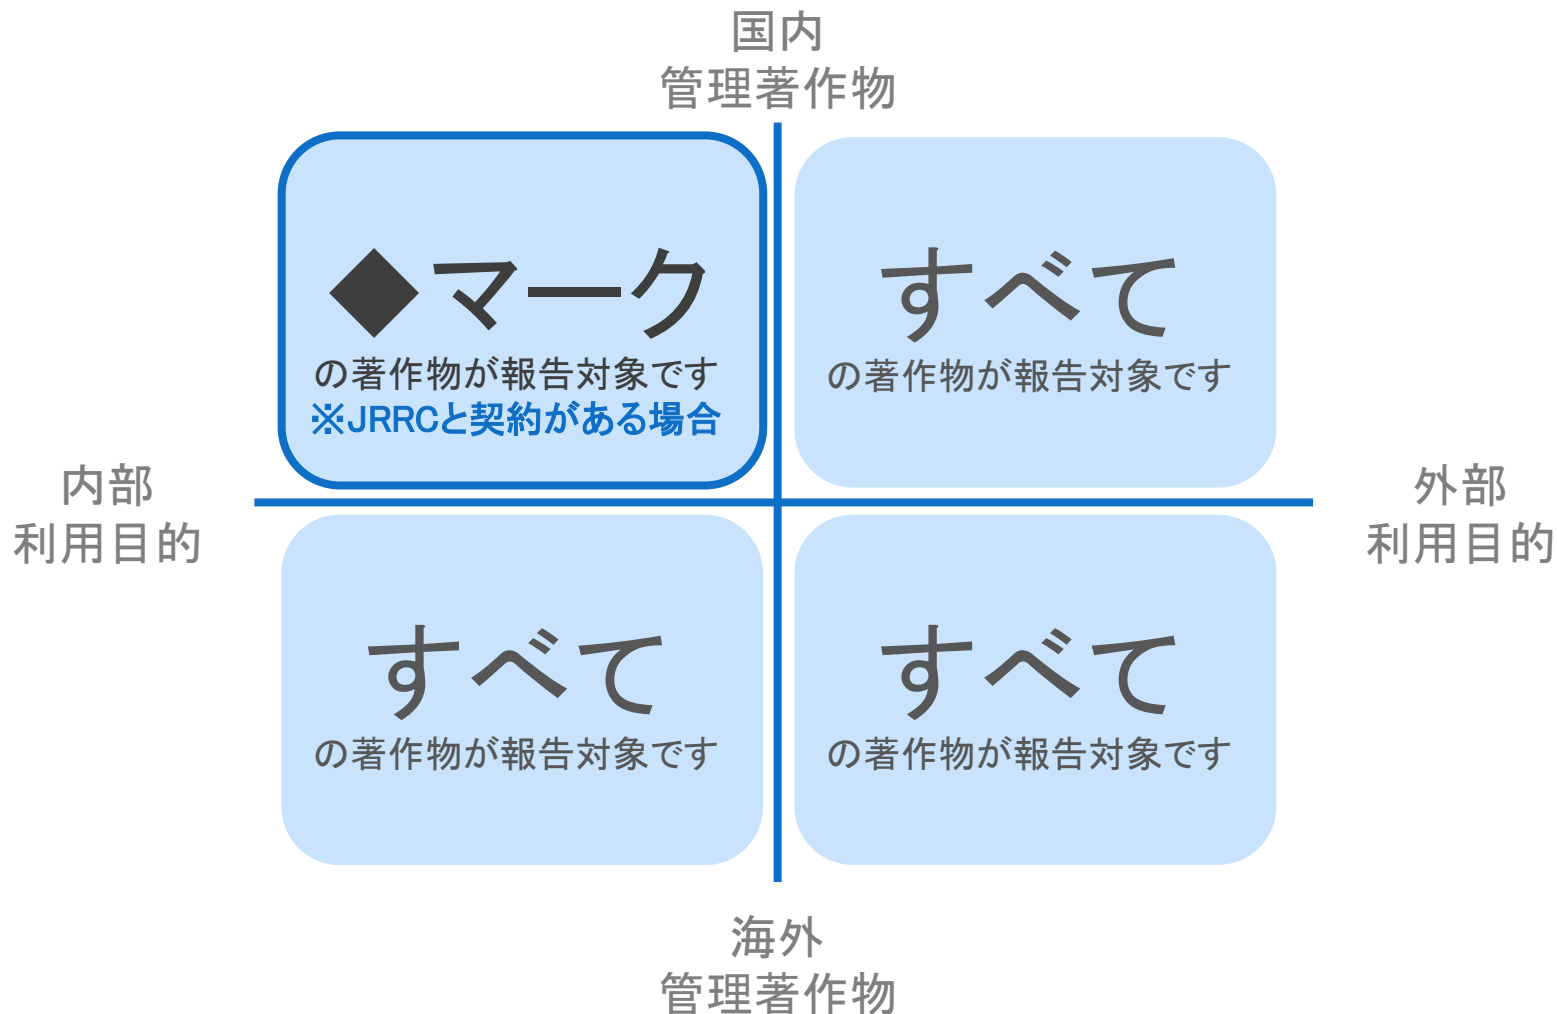 国内
管理著作物
◆マーク
の著作物が報告対象です
※JRRCと契約がある場合
すべて
の著作物が報告対象です
内部
利用目的
外部
利用目的
すべて
の著作物が報告対象です
すべて
の著作物が報告対象です
海外
管理著作物